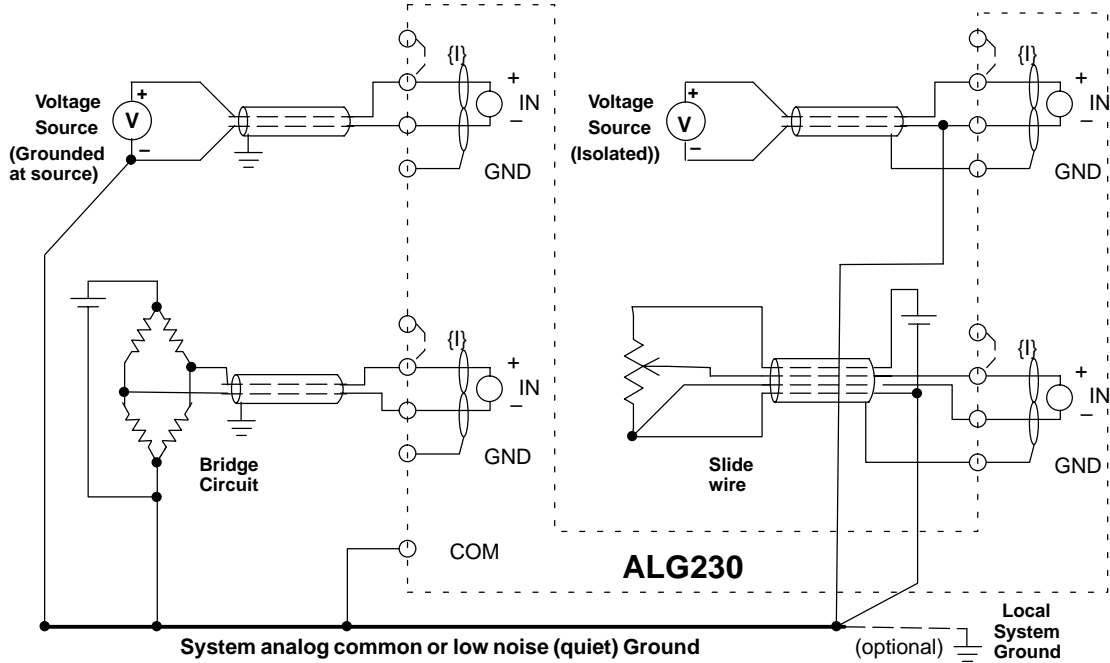 {I}
+
IN
−
GND
Voltage
Source
(Grounded
at source)
+
V
−
{I}
+
IN
−
GND
Voltage
Source
(Isolated))
+
V
−
{I}
+
IN
−
GND
Bridge
Circuit
{I}
+
IN
−
GND
Slide
wire
COM
ALG230
System analog common or low noise (quiet) Ground
(optional)
Local
System
Ground